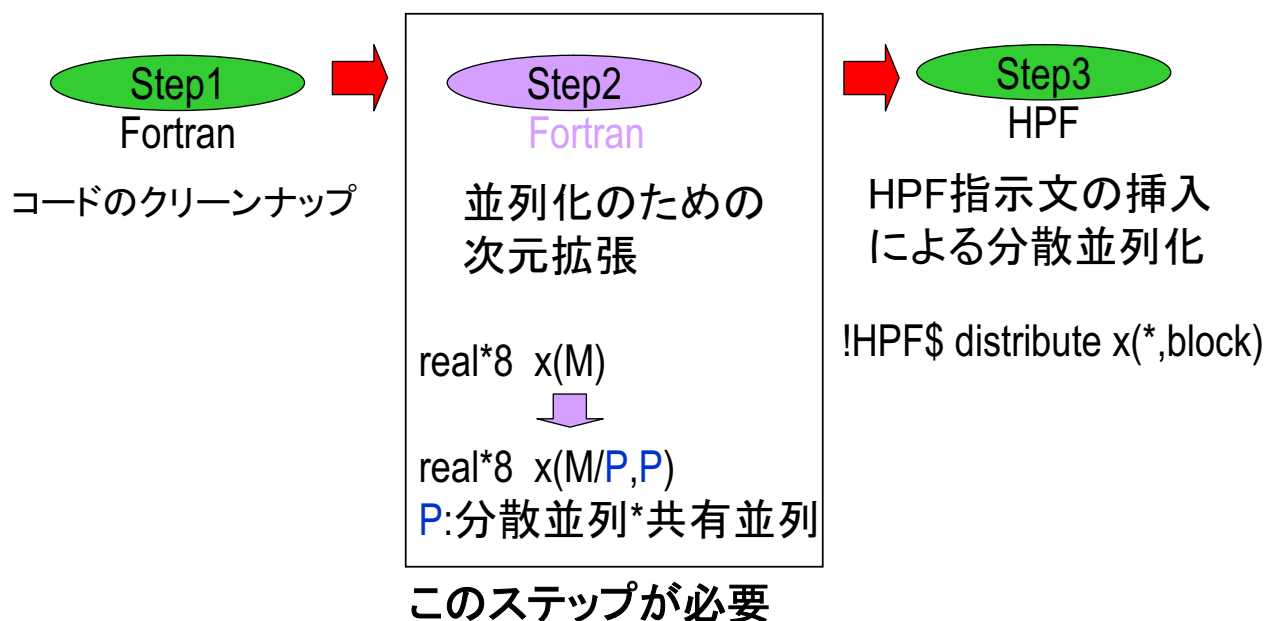 Step1
Fortran
コードのクリーンナップ
Step2
Fortran
並列化のための
次元拡張
real*8 x(M)
real*8 x(M/P,P)
P:分散並列*共有並列
このステップが必要
Step3
HPF
HPF指示文の挿入
による分散並列化
!HPF$ distribute x(*,block)